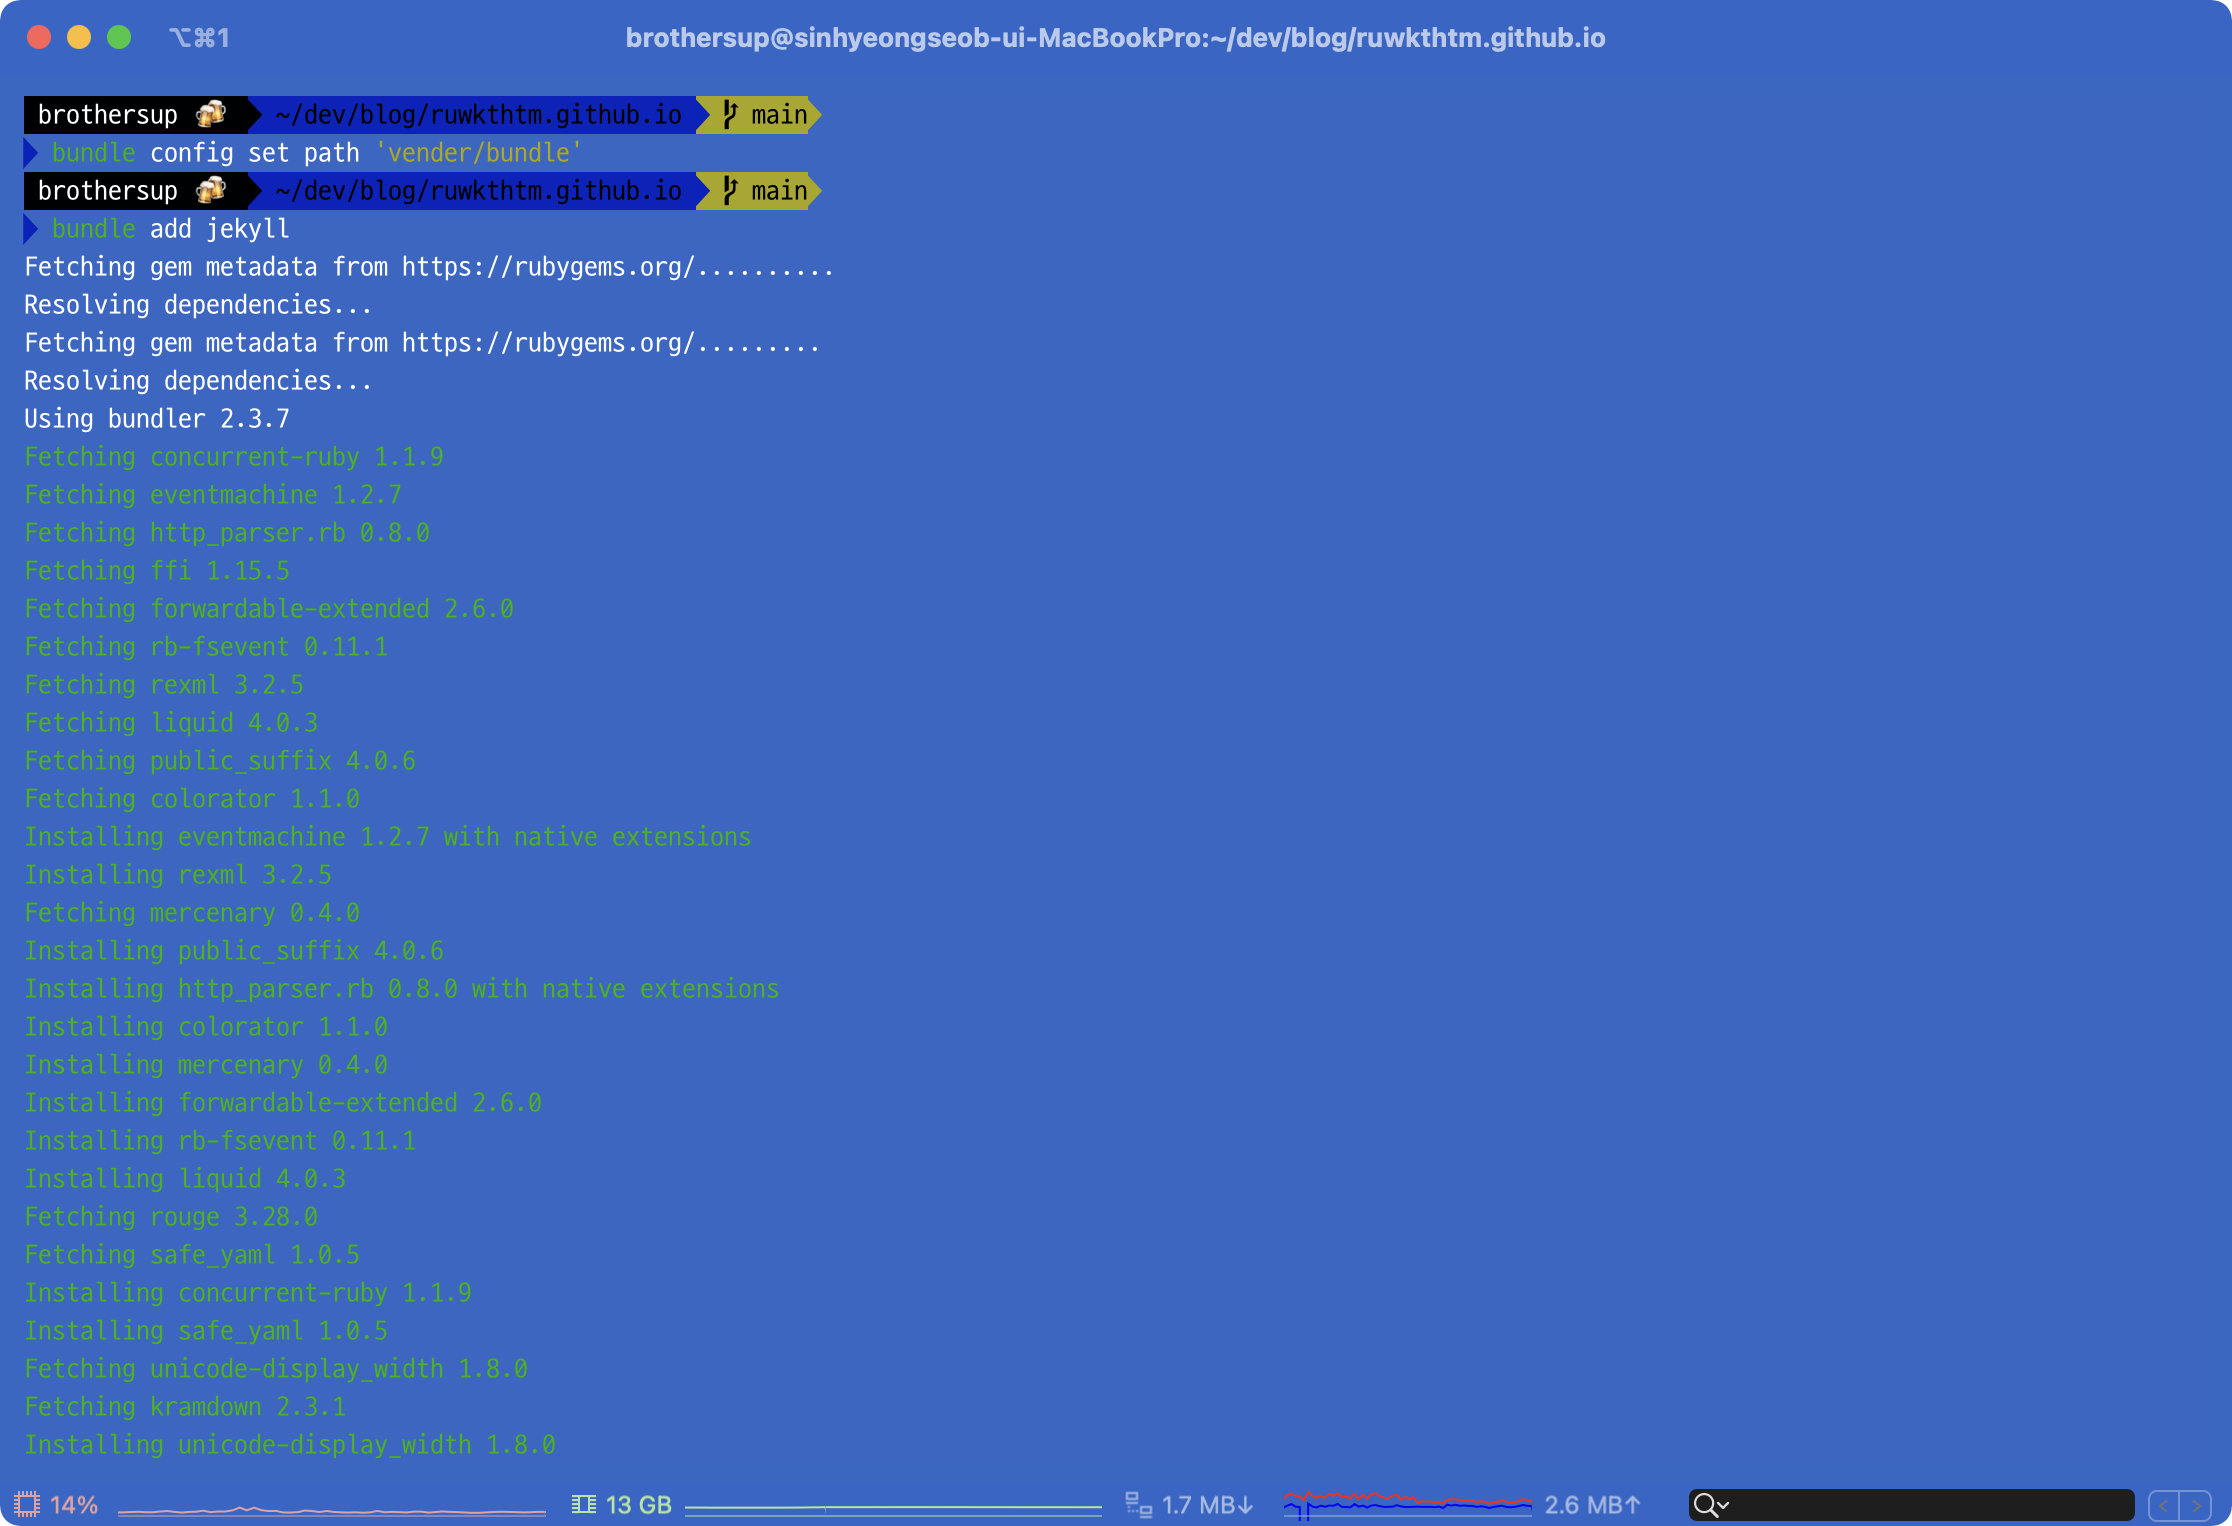 ⌥⌘1
brothersup@sinhyeongseob-ui-MacBookPro:~/dev/blog/ruwkthtm.github.io
brothersup 🍻 ~/dev/blog/ruwkthtm.github.io main
bundle config set path 'vender/bundle'
brothersup 🍻 ~/dev/blog/ruwkthtm.github.io main
bundle add jekyll
Fetching gem metadata from https://rubygems.org/..........
Resolving dependencies...
Fetching gem metadata from https://rubygems.org/.........
Resolving dependencies...
Using bundler 2.3.7
Fetching concurrent-ruby 1.1.9
Fetching eventmachine 1.2.7
Fetching http_parser.rb 0.8.0
Fetching ffi 1.15.5
Fetching forwardable-extended 2.6.0
Fetching rb-fsevent 0.11.1
Fetching rexml 3.2.5
Fetching liquid 4.0.3
Fetching public_suffix 4.0.6
Fetching colorator 1.1.0
Installing eventmachine 1.2.7 with native extensions
Installing rexml 3.2.5
Fetching mercenary 0.4.0
Installing public_suffix 4.0.6
Installing http_parser.rb 0.8.0 with native extensions
Installing colorator 1.1.0
Installing mercenary 0.4.0
Installing forwardable-extended 2.6.0
Installing rb-fsevent 0.11.1
Installing liquid 4.0.3
Fetching rouge 3.28.0
Fetching safe_yaml 1.0.5
Installing concurrent-ruby 1.1.9
Installing safe_yaml 1.0.5
Fetching unicode-display_width 1.8.0
Fetching kramdown 2.3.1
Installing unicode-display_width 1.8.0
14% 13 GB 1.7 MB↓ 2.6 MB↑